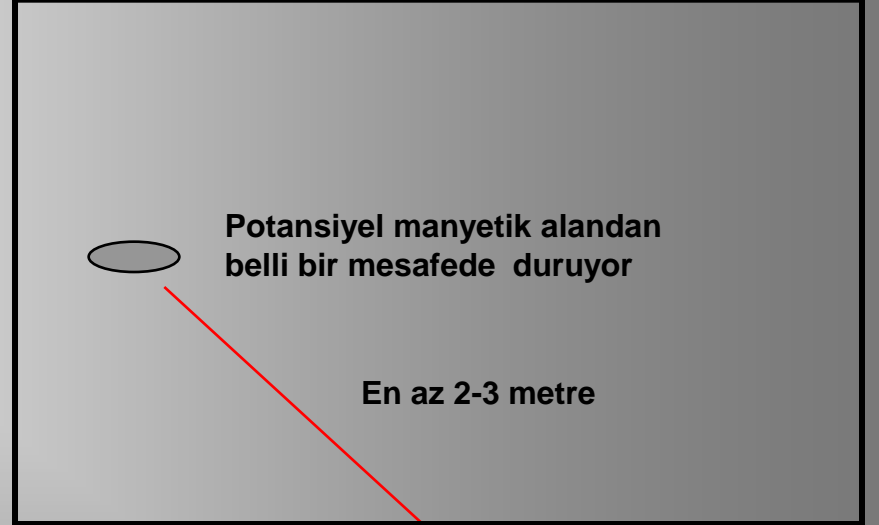 Potansiyel manyetik alandan
belli bir mesafede duruyor
En az 2-3 metre